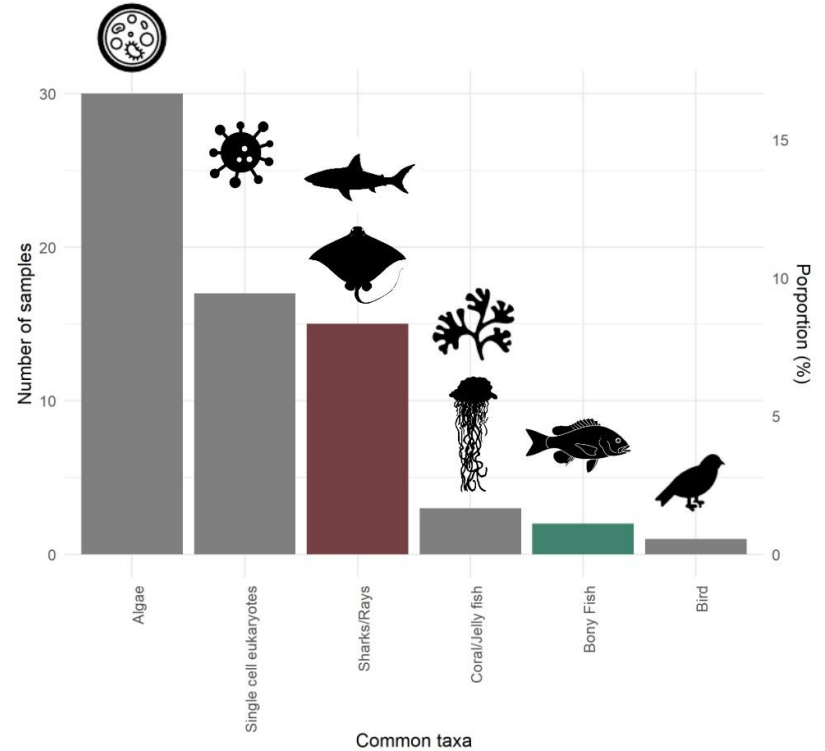 30
20
10
0
Number of samples
15
10
5
0
Porportion (%)
Algae
Single cell eukaryotes
Sharks/Rays
Coral/Jelly fish
Bony Fish
Bird
Common taxa